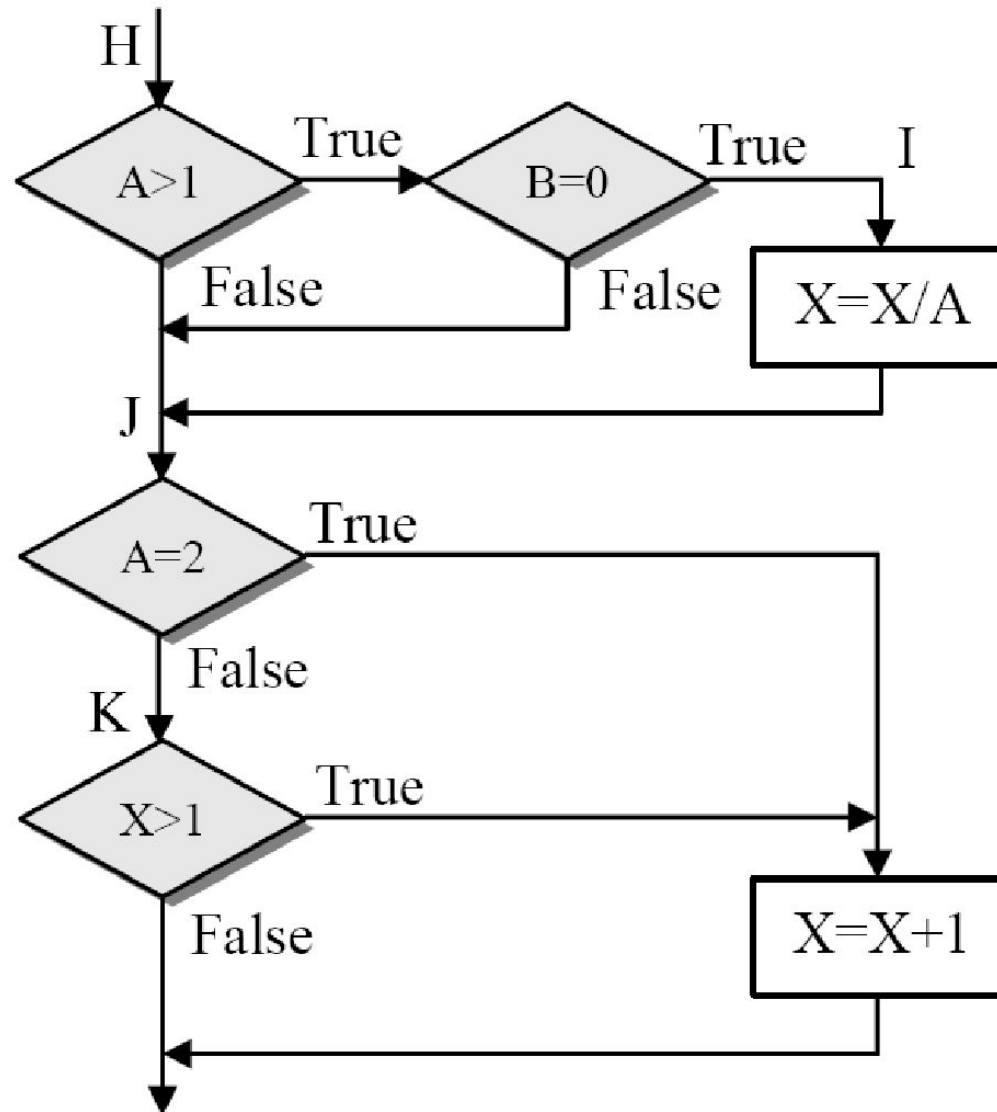 H
A>1
True
B=0
True
I
False
False
X=X/A
J
A=2
True
False
K
X>1
True
False
X=X+1